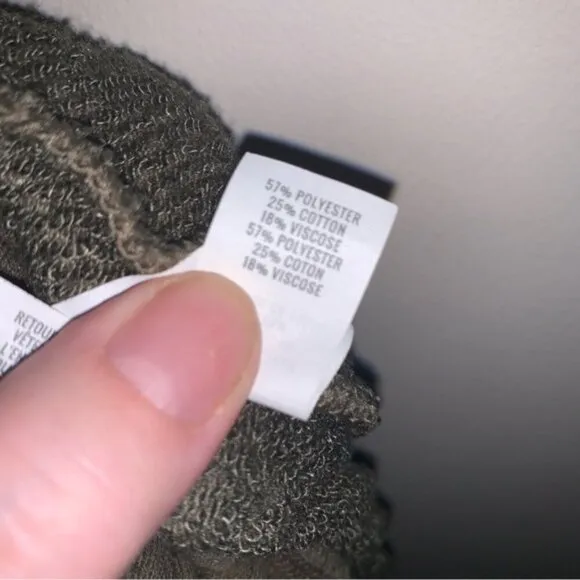 57% POLYESTER
25% COTTON
18% VISCOSE
57% POLYESTER
25% COTON
18% VISCOSE